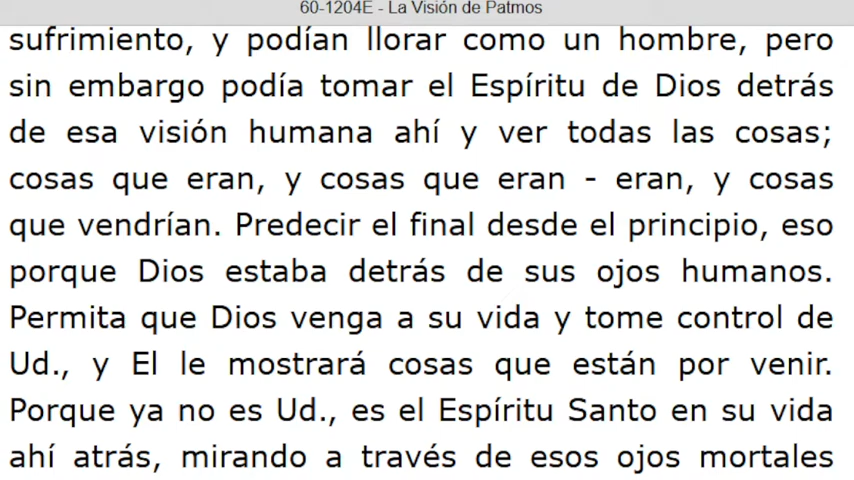 60-1204E - La Visión de Patmos
sufrimiento, y podían llorar como un hombre, pero
sin embargo podía tomar el Espíritu de Dios detrás
de esa visión humana ahí y ver todas las cosas;
cosas que eran, y cosas que eran - eran, y cosas
que vendrían. Predecir el final desde el principio, eso
porque Dios estaba detrás de sus ojos humanos.
Permita que Dios venga a su vida y tome control de
Ud., y El le mostrará cosas que están por venir.
Porque ya no es Ud., es el Espíritu Santo en su vida
ahí atrás, mirando a través de esos ojos mortales